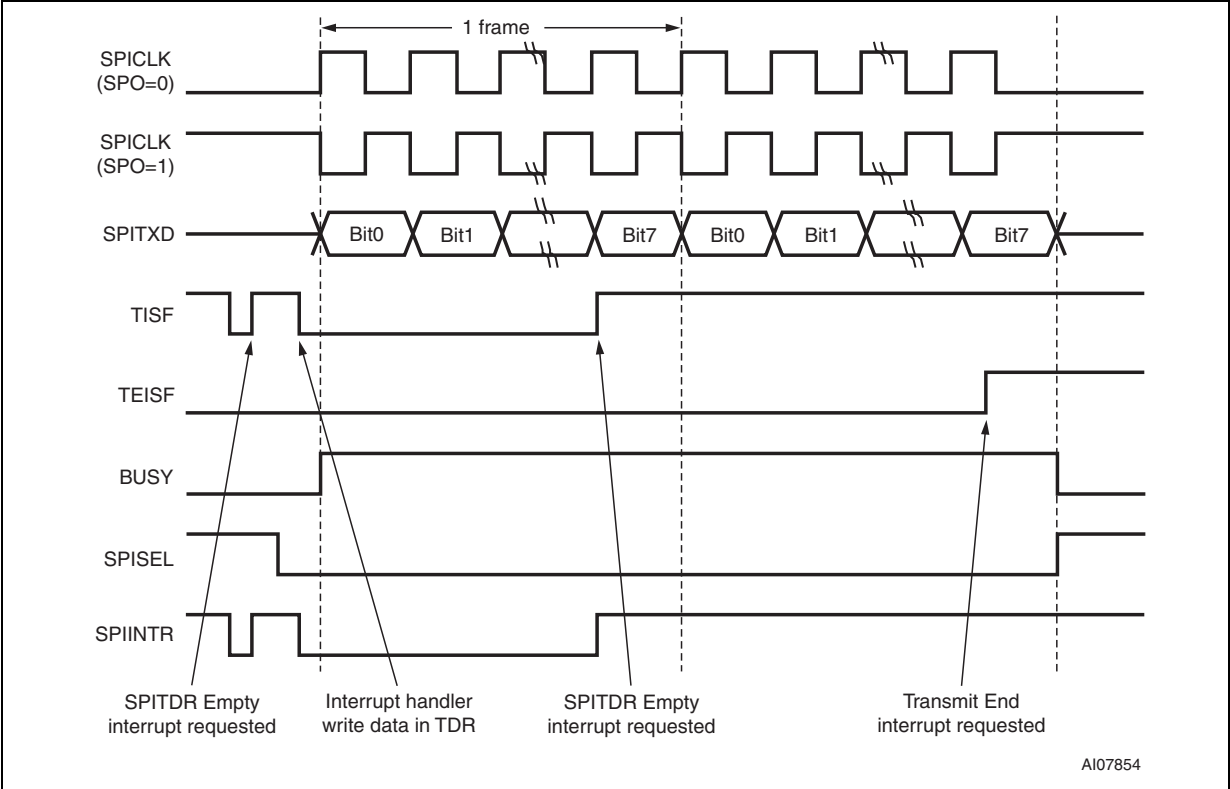 1 frame
SPICLK
(SPO=0)
SPICLK
(SPO=1)
SPITXD
Bit0
Bit1
Bit7
Bit0
Bit1
Bit7
TISF
TEISF
BUSY
SPISEL
SPIINTR
SPITDR Empty
interrupt requested
Interrupt handler
write data in TDR
SPITDR Empty
interrupt requested
Transmit End
interrupt requested
AI07854